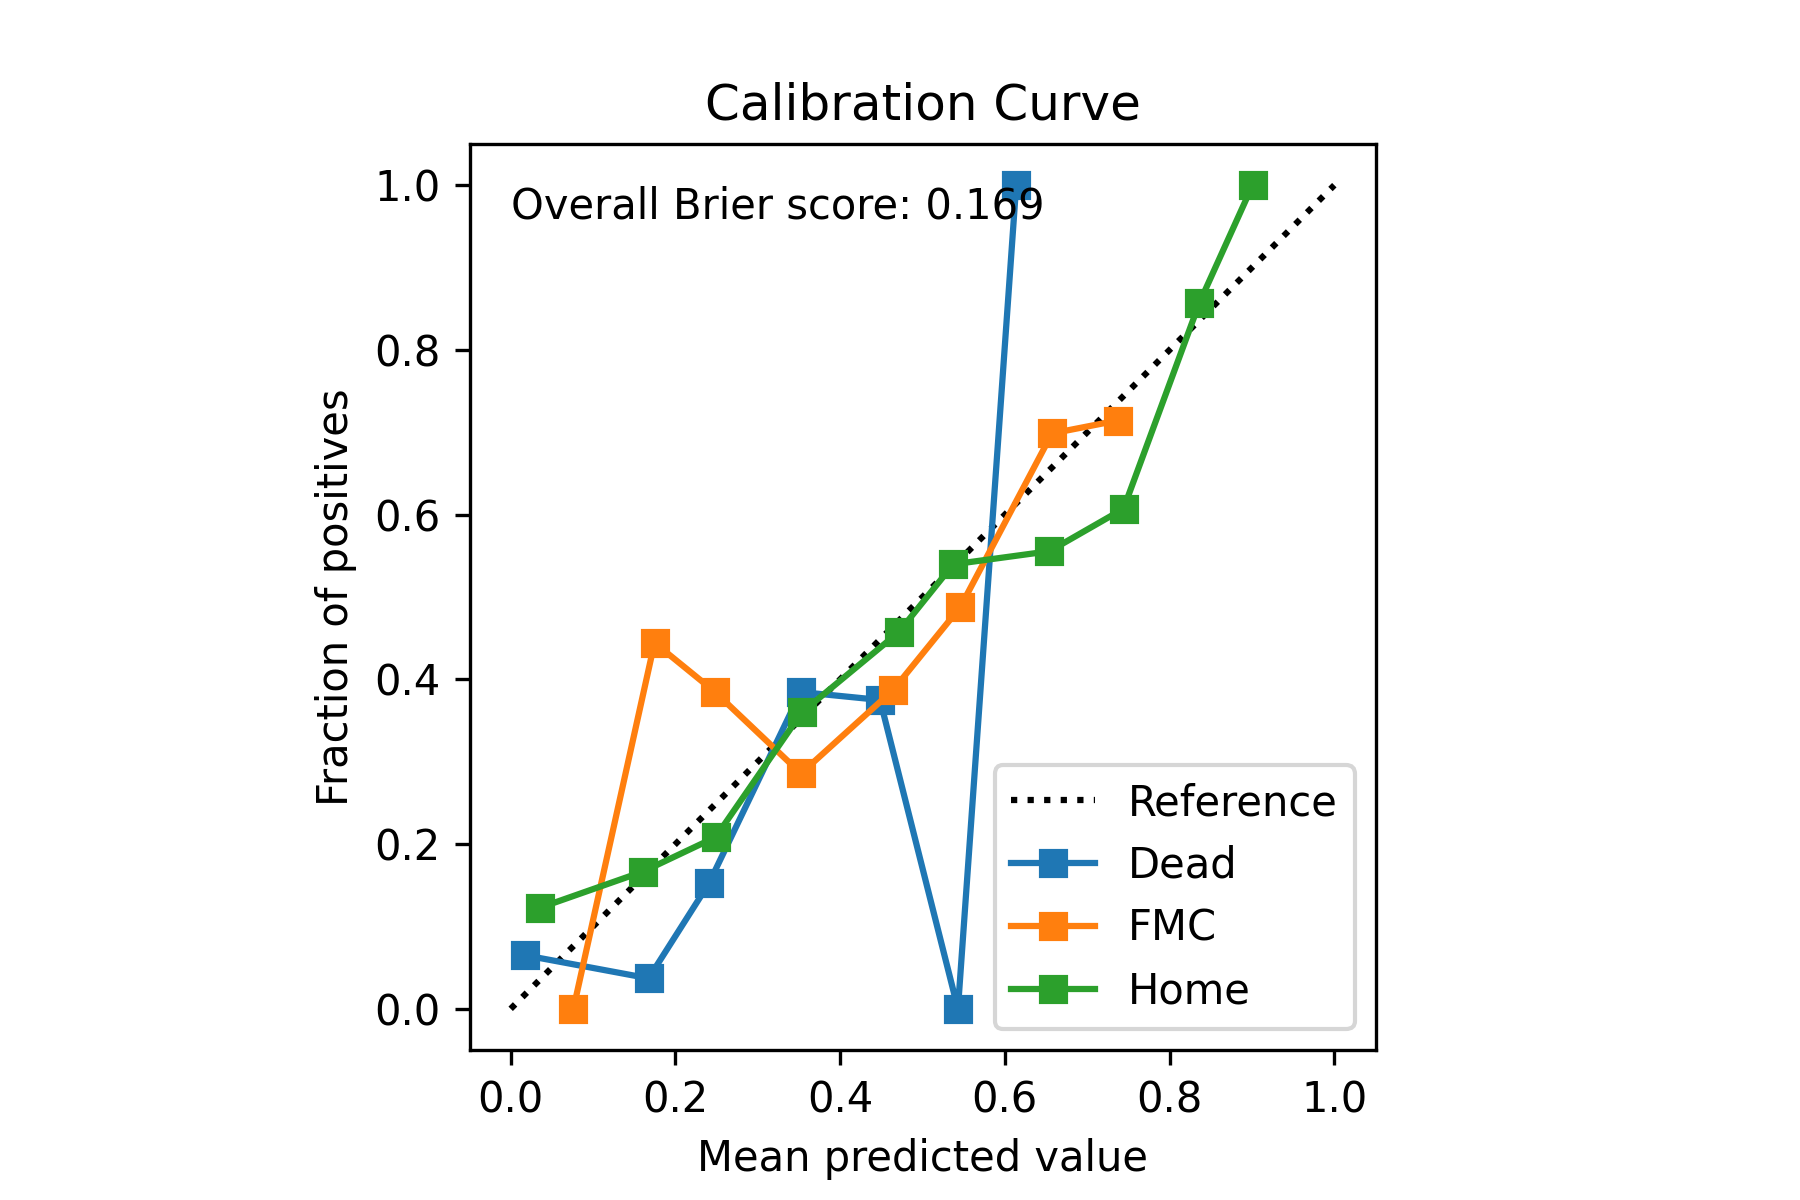 Calibration Curve
Overall Brier score: 0.169
1.0
0.8
0.6
0.4
0.2
0.0
Fraction of positives
Reference
Dead
FMC
Home
0.0 0.2 0.4 0.6 0.8 1.0
Mean predicted value